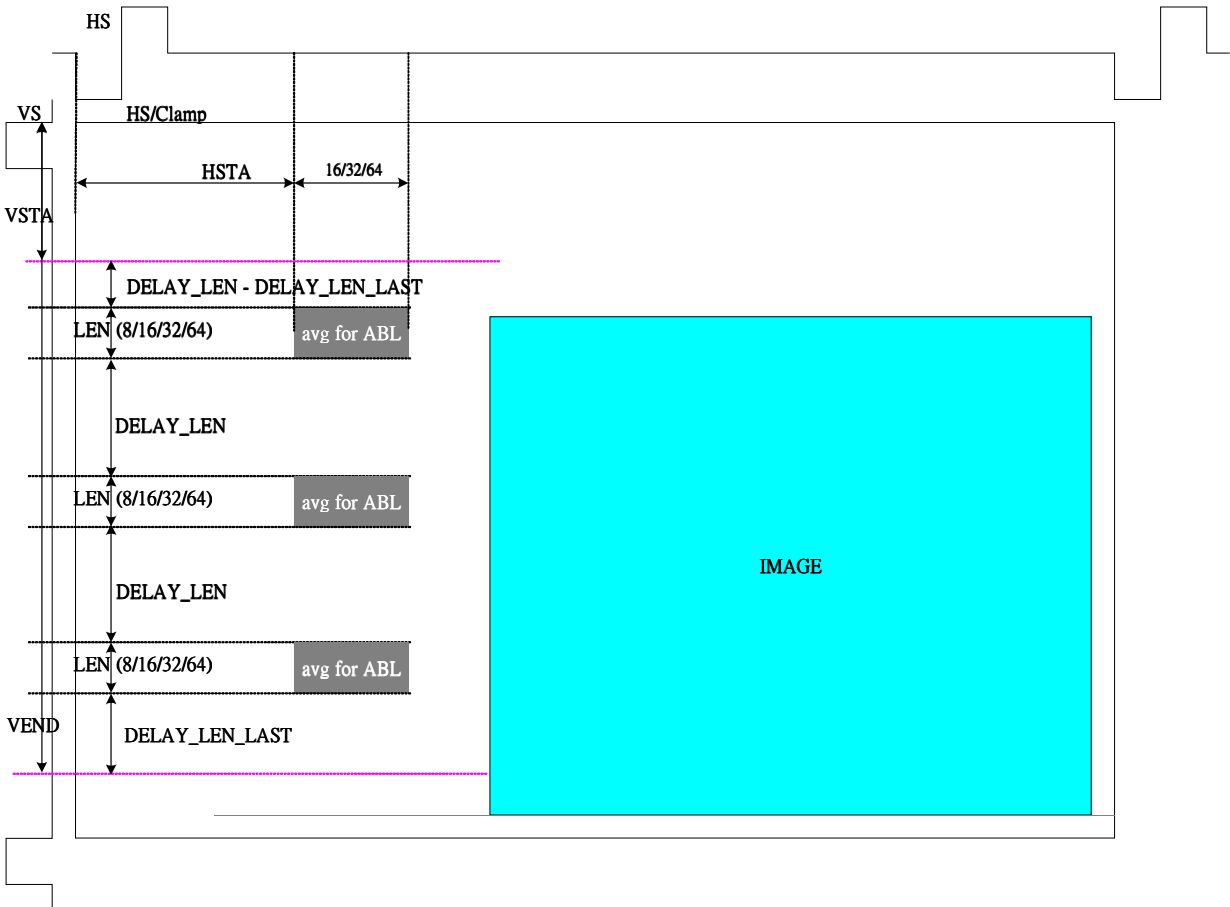 HS
VS
HS/Clamp
HSTA
16/32/64
VSTA
DELAY_LEN - DELAY_LEN_LAST
LEN (8/16/32/64)
avg for ABL
DELAY_LEN
LEN (8/16/32/64)
avg for ABL
IMAGE
DELAY_LEN
LEN (8/16/32/64)
avg for ABL
VEND
DELAY_LEN_LAST